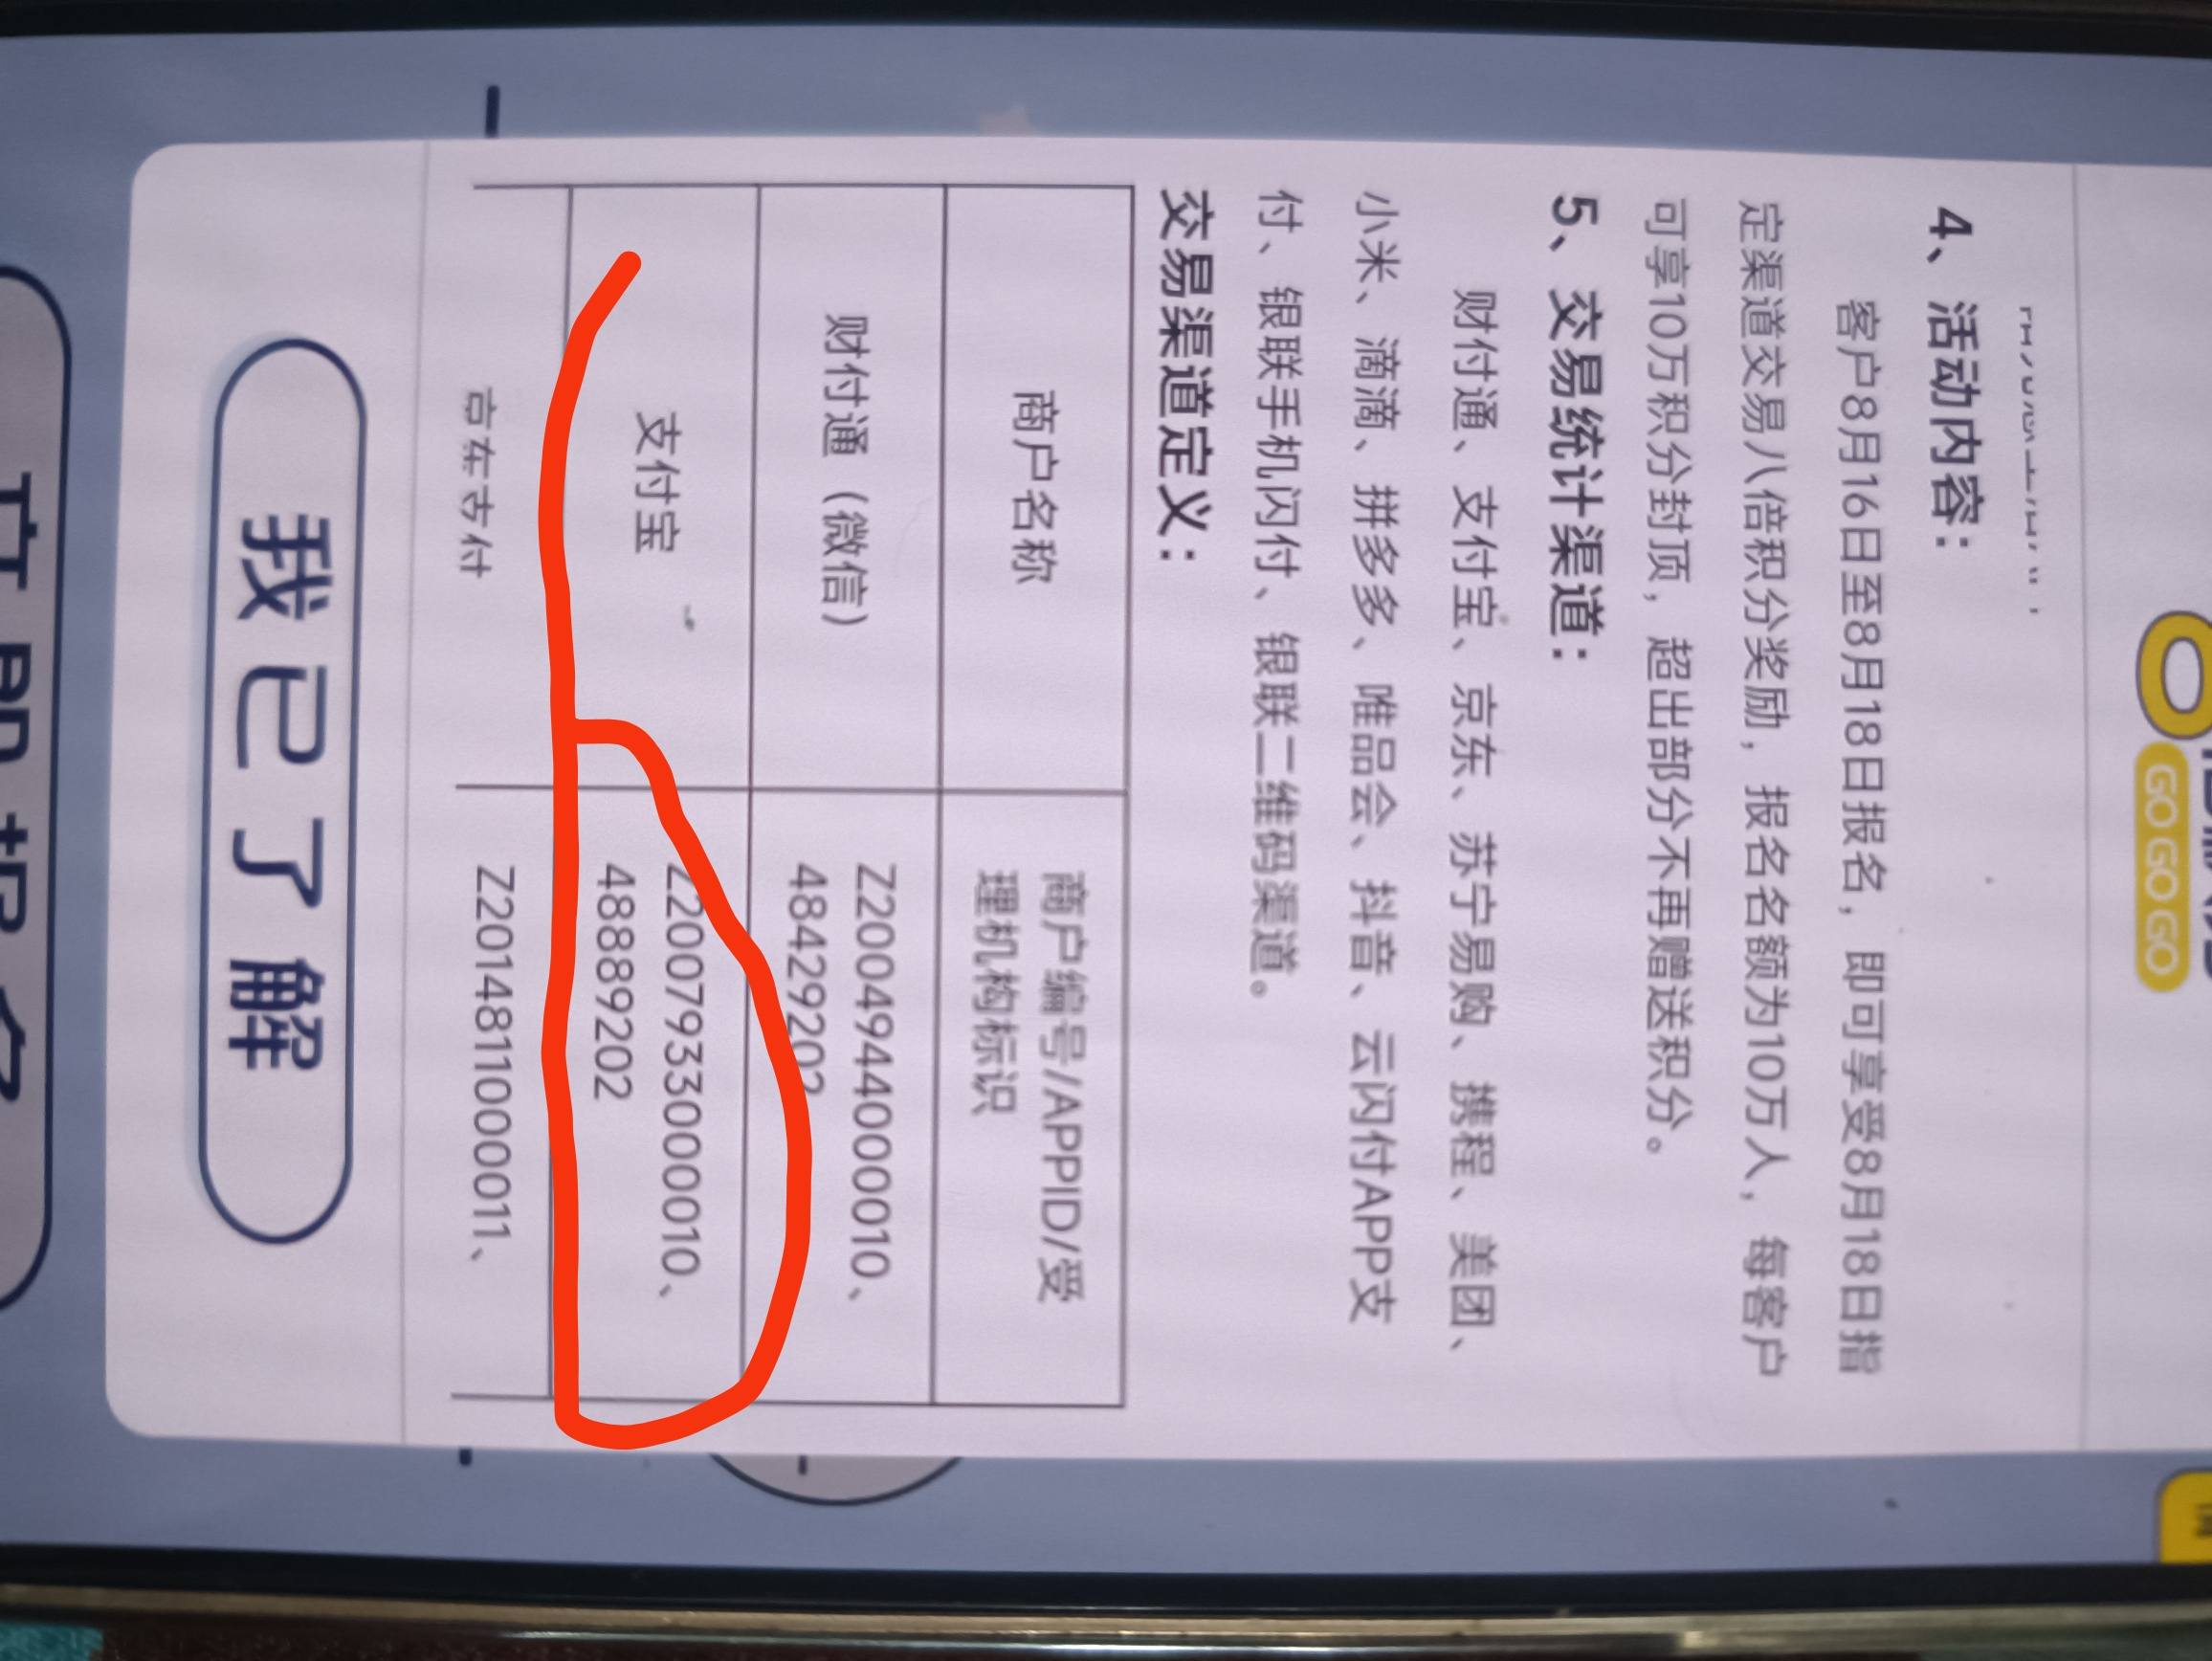 GO GO GO
4、活动内容：
客户8月16日至8月18日报名，即可享受8月18日指
定渠道交易八倍积分奖励，报名名额为10万人，每客户
可享10万积分封顶，超出部分不再赠送积分。
5、交易统计渠道：
财付通、支付宝、京东、苏宁易购、携程、美团、
小米、滴滴、拼多多、唯品会、抖音、云闪付APP支
付、银联手机闪付、银联二维码渠道。
交易渠道定义：
商户名称
商户编号/APPID/受
理机构标识
财付通（微信）
Z2004944000010、
48429202
支付宝
Z2007933000010、
48889202
京东支付
Z2014811000011、
我已了解